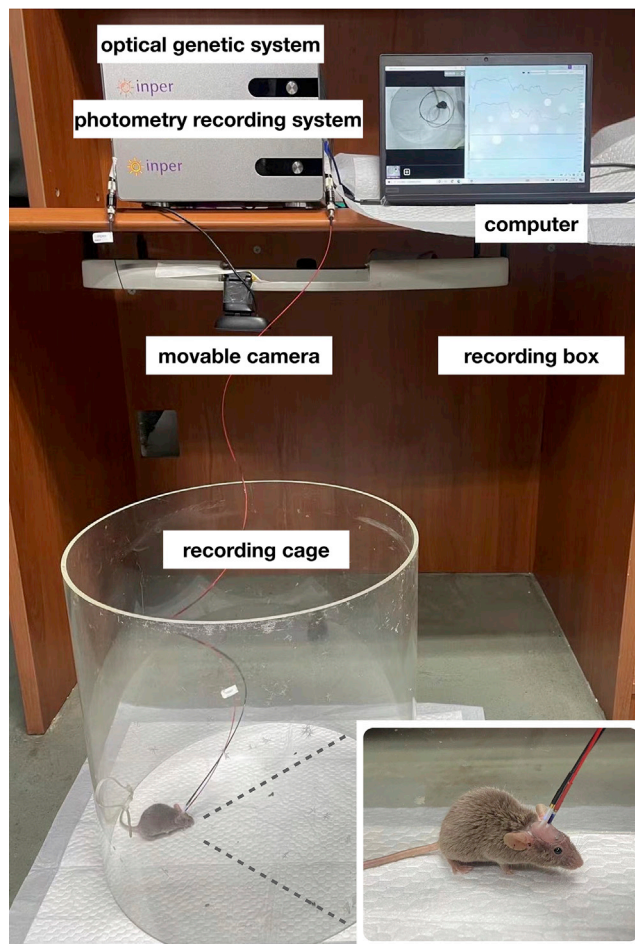 optical genetic system
inper
photometry recording system
inper
computer
movable camera
recording box
recording cage